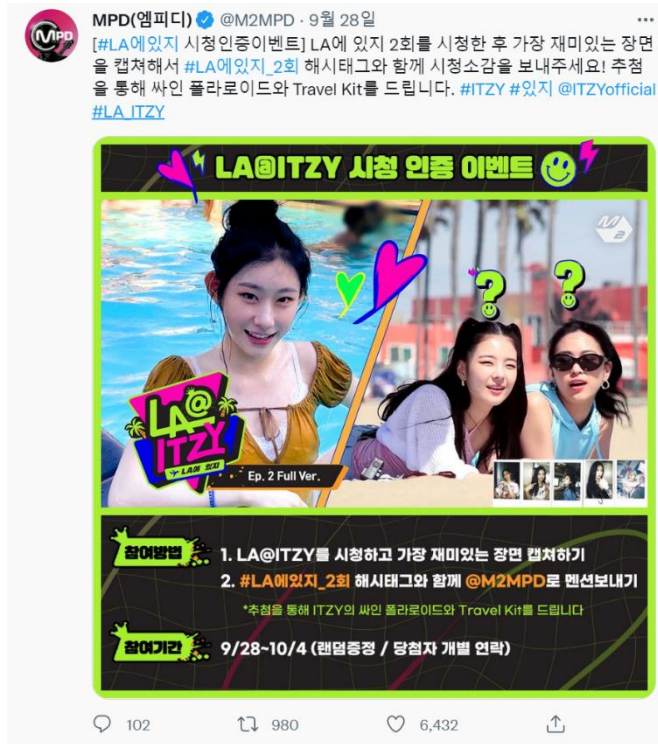 MPD(엠피디) @M2MPD · 9월 28일
[#LA에있지 시청인증이벤트] LA에 있지 2회를 시청한 후 가장 재미있는 장면
을 캡쳐해서 #LA에있지_2회 해시태그와 함께 시청소감을 보내주세요! 추첨
을 통해 싸인 폴라로이드와 Travel Kit를 드립니다. #ITZY #있지 @ITZYofficial
#LA_ITZY
MPD
LA@ITZY 시청 인증 이벤트
M2
LA@
ITZY
LA에 있지
Ep. 2 Full Ver.
참여방법
1. LA@ITZY를 시청하고 가장 재미있는 장면 캡쳐하기
2. #LA에있지_2회 해시태그와 함께 @M2MPD로 멘션보내기
*추첨을 통해 ITZY의 싸인 폴라로이드와 Travel Kit를 드립니다
참여기간
9/28~10/4 (랜덤증정 / 당첨자 개별 연락)
102 980 6,432